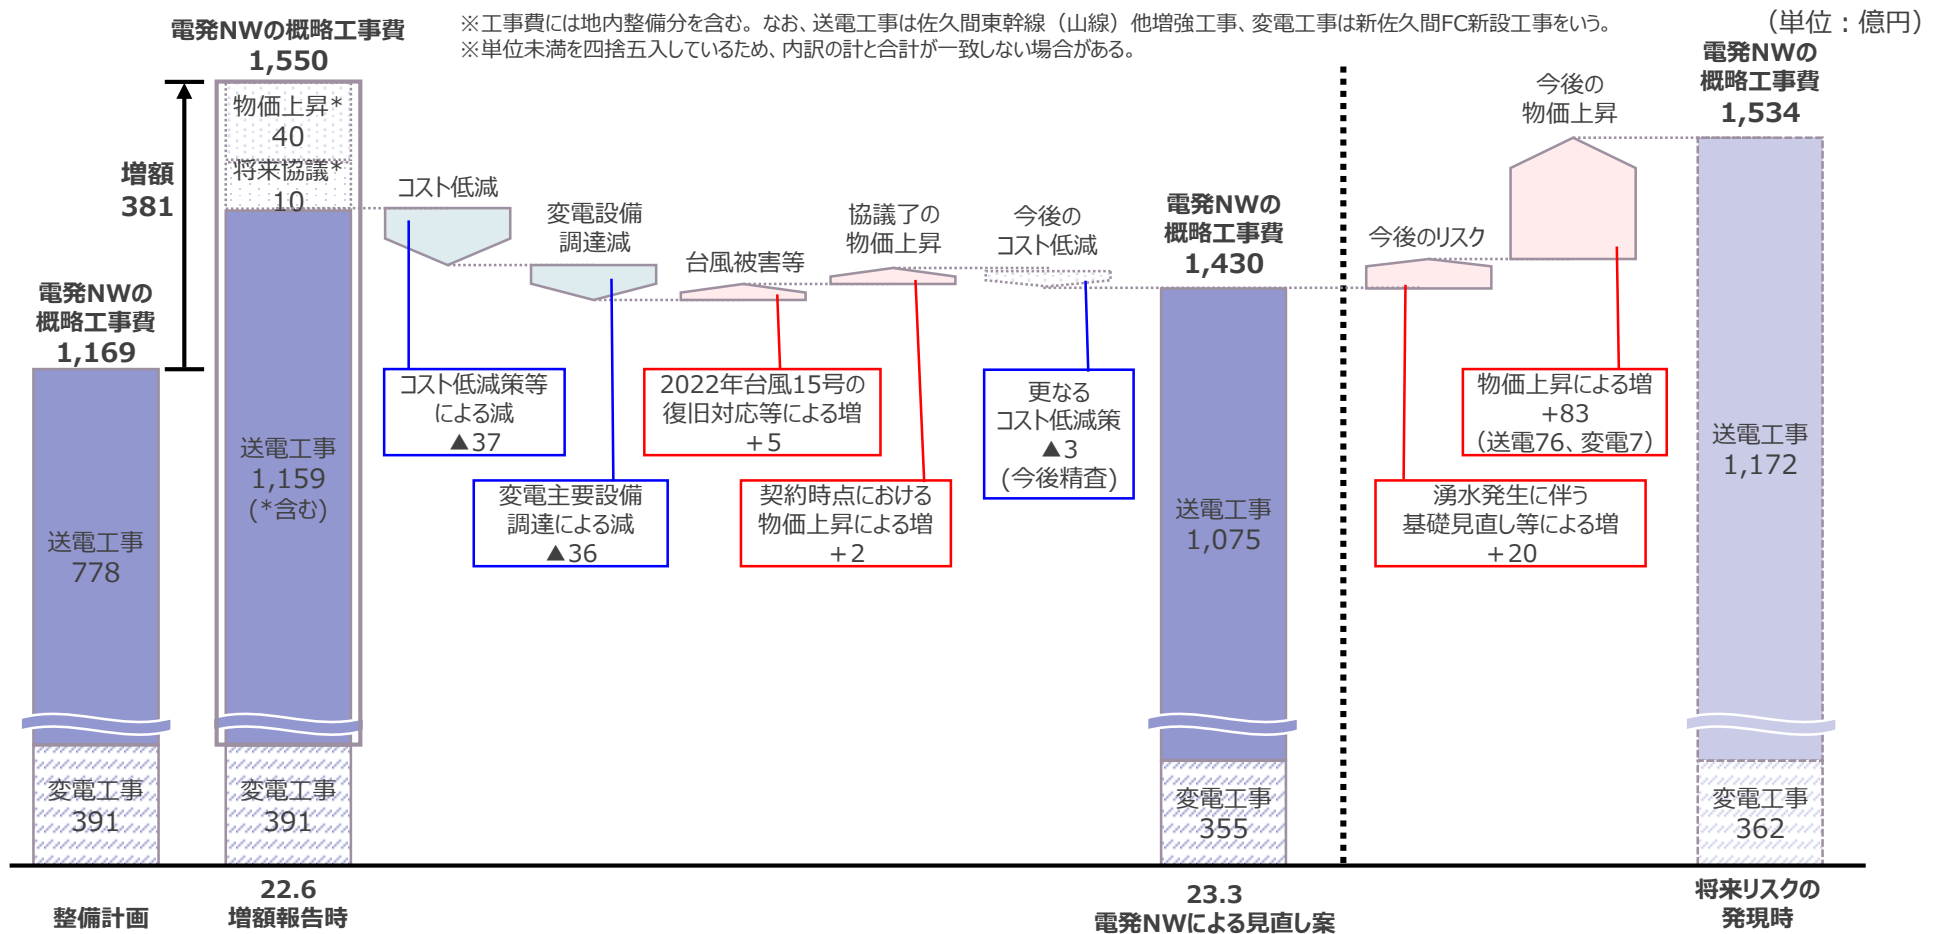 ※工事費には地内整備分を含む。なお、送電工事は佐久間東幹線（山線）他増強工事、変電工事は新佐久間FC新設工事をいう。
※単位未満を四捨五入しているため、内訳の計と合計が一致しない場合がある。
（単位：億円）
電発NWの
概略工事費
1,169
送電工事
778
変電工事
391
整備計画
増額
381
電発NWの概略工事費
1,550
物価上昇*
40
将来協議*
10
送電工事
1,159
(*含む)
変電工事
391
22.6
増額報告時
コスト低減
コスト低減策等
による減
▲37
変電設備
調達減
変電主要設備
調達による減
▲36
台風被害等
2022年台風15号の
復旧対応等による増
+5
協議了の
物価上昇
契約時点における
物価上昇による増
+2
今後の
コスト低減
更なる
コスト低減策
▲3
(今後精査)
電発NWの
概略工事費
1,430
送電工事
1,075
変電工事
355
23.3
電発NWによる見直し案
今後のリスク
湧水発生に伴う
基礎見直し等による増
+20
今後の
物価上昇
物価上昇による増
+83
（送電76、変電7）
電発NWの
概略工事費
1,534
送電工事
1,172
変電工事
362
将来リスクの
発現時